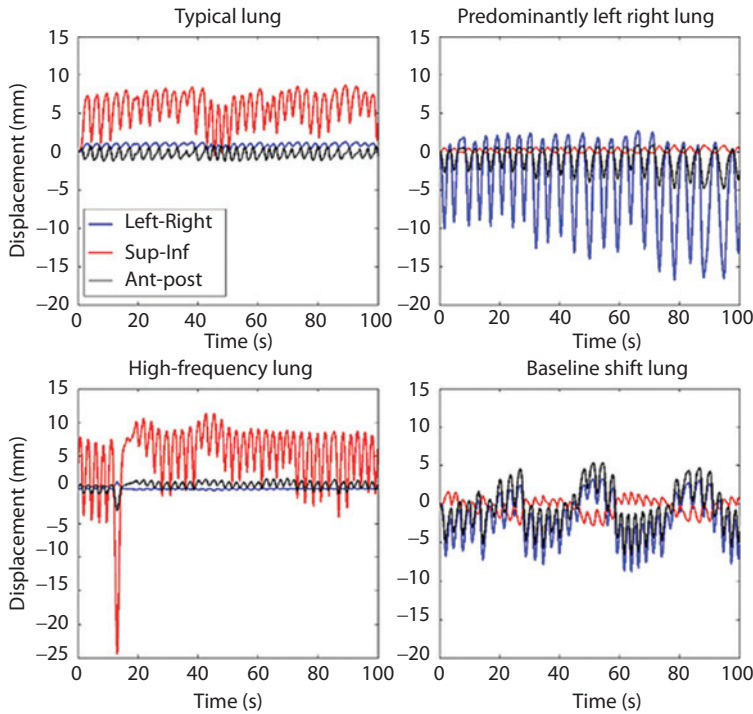 Typical lung
Predominantly left right lung
Displacement (mm)
15
10
5
0
−5
−10
−15
−20
Left-Right
Sup-Inf
Ant-post
0 20 40 60 80 100
Time (s)
15
10
5
0
−5
−10
−15
−20
0 20 40 60 80 100
Time (s)
High-frequency lung
Baseline shift lung
Displacement (mm)
15
10
5
0
−5
−10
−15
−20
−25
0 20 40 60 80 100
Time (s)
15
10
5
0
−5
−10
−15
−20
0 20 40 60 80 100
Time (s)